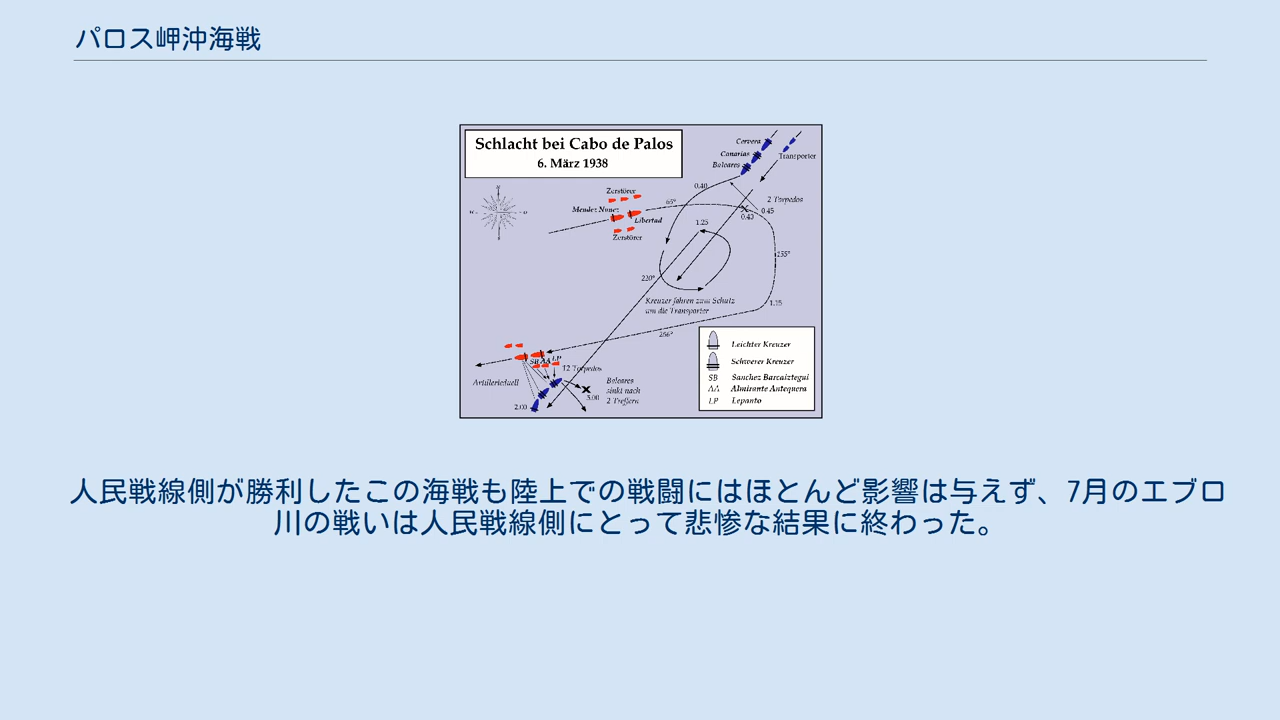 パロス岬沖海戦
Schlacht bei Cabo de Palos
6. März 1938
Cervera
Canarias
Baleares
Transporter
0.40
2 Torpedos
0.45
0.43
Zerstörer
Mendez Nunez
Libertad
Zerstörer
65°
1.25
155°
220°
Kreuzer fahren zum Schutz
um die Transporter
1.15
266°
SB AA LP
12 Torpedos
Artillerieduell
Baleares
sinkt nach
2 Treffern
5.00
2.00
Leichter Kreuzer
Schwerer Kreuzer
SB Sanchez Barcaiztegui
AA Almirante Antequera
LP Lepanto
人民戦線側が勝利したこの海戦も陸上での戦闘にはほとんど影響は与えず、7月のエブロ
川の戦いは人民戦線側にとって悲惨な結果に終わった。